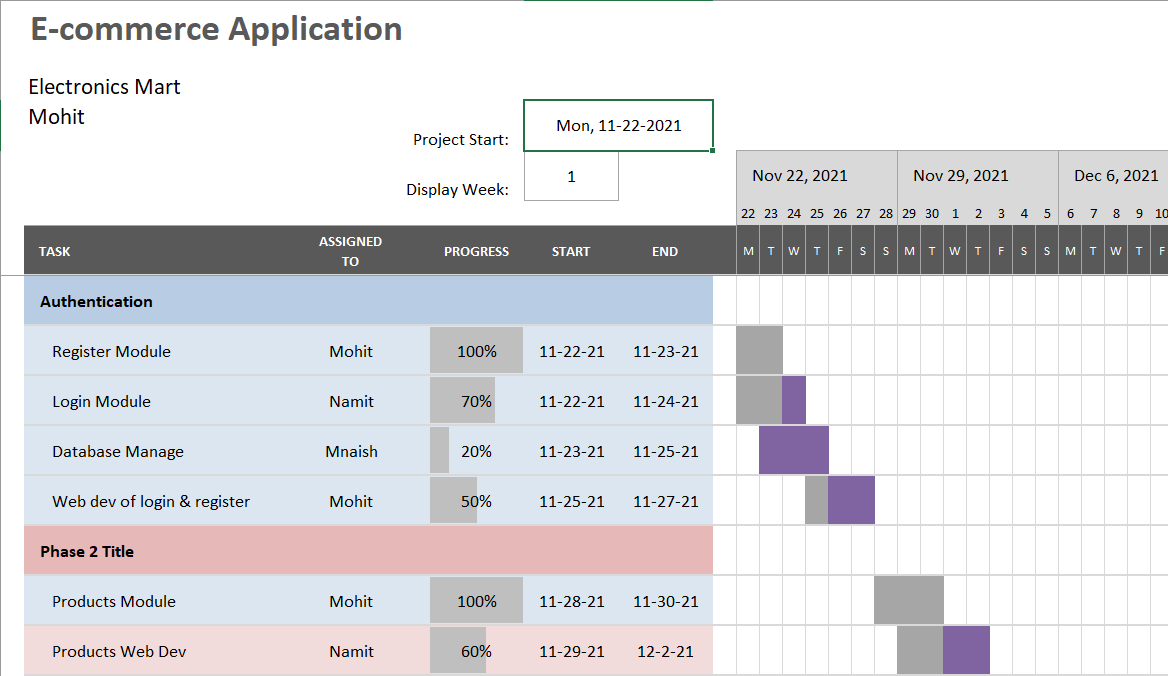 E-commerce Application
Electronics Mart
Mohit
Project Start: Mon, 11-22-2021
Display Week: 1
Nov 22, 2021 Nov 29, 2021 Dec 6, 2021
22 23 24 25 26 27 28 29 30 1 2 3 4 5 6 7 8 9 10
TASK ASSIGNED TO PROGRESS START END M T W T F S S M T W T F S S M T W T F
Authentication
Register Module Mohit 100% 11-22-21 11-23-21
Login Module Namit 70% 11-22-21 11-24-21
Database Manage Mnaish 20% 11-23-21 11-25-21
Web dev of login & register Mohit 50% 11-25-21 11-27-21
Phase 2 Title
Products Module Mohit 100% 11-28-21 11-30-21
Products Web Dev Namit 60% 11-29-21 12-2-21